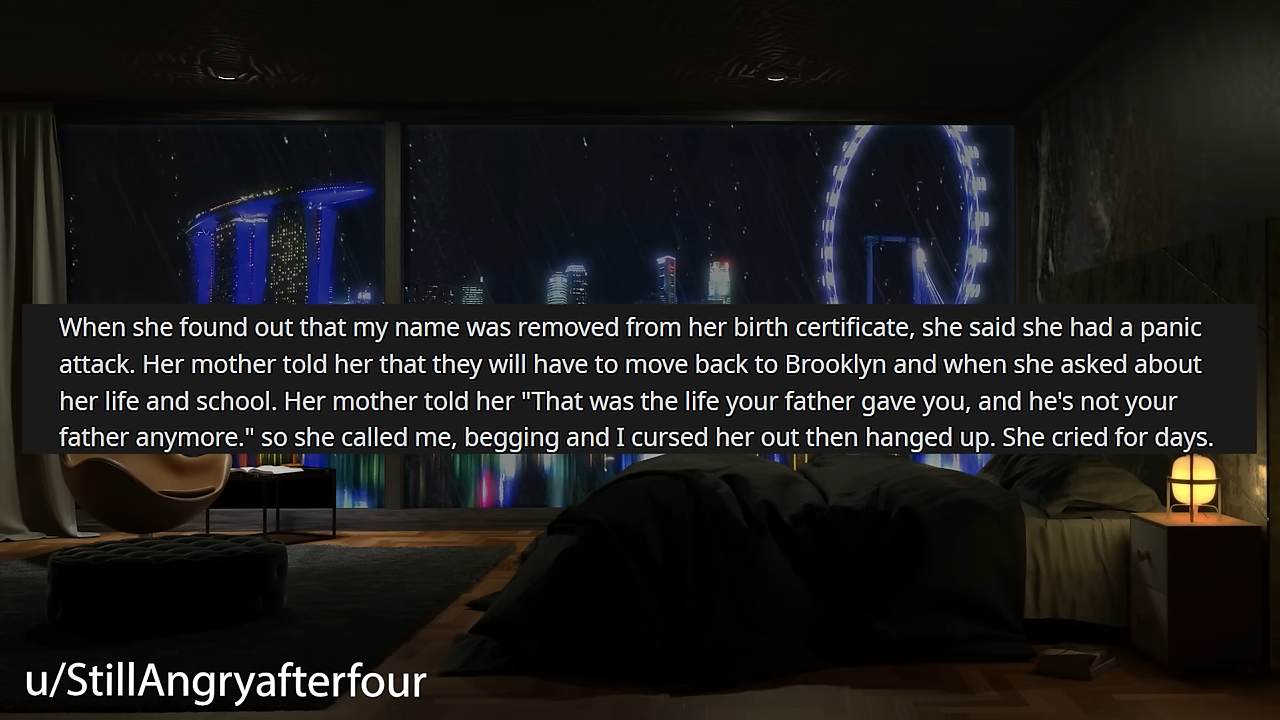 When she found out that my name was removed from her birth certificate, she said she had a panic
attack. Her mother told her that they will have to move back to Brooklyn and when she asked about
her life and school. Her mother told her "That was the life your father gave you, and he's not your
father anymore." so she called me, begging and I cursed her out then hanged up. She cried for days.
u/StillAngryafterfour